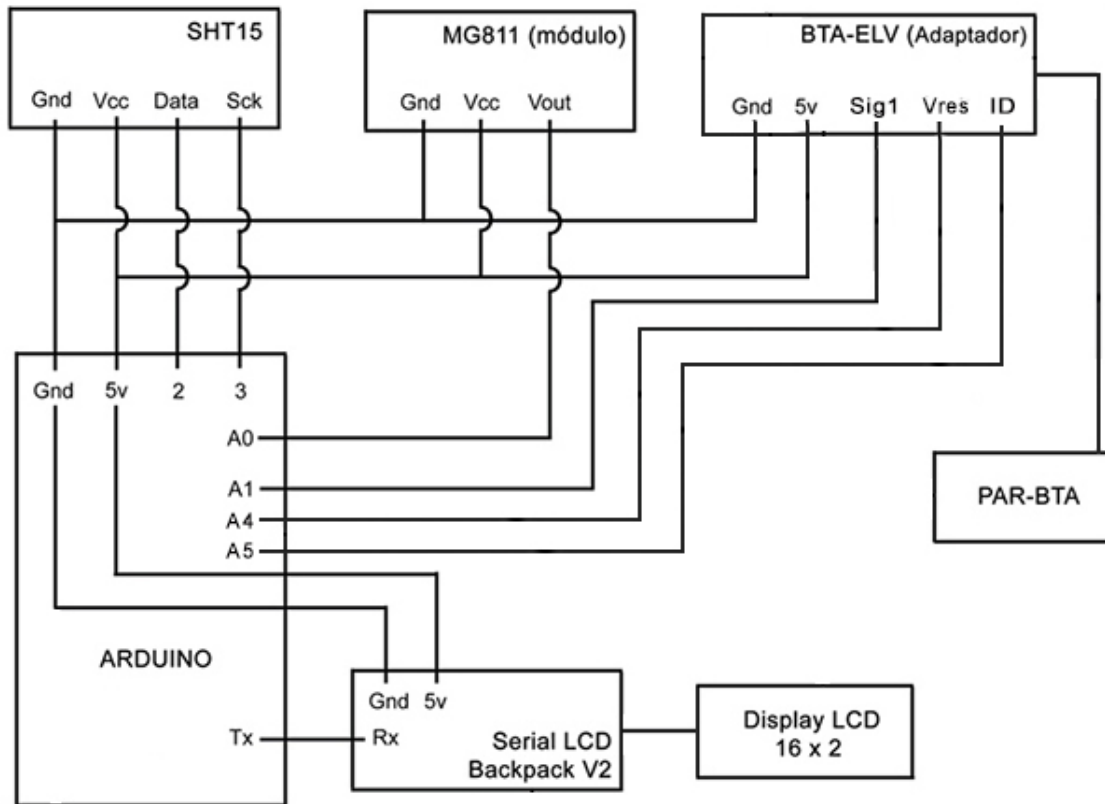 SHT15
Gnd Vcc Data Sck
MG811 (módulo)
Gnd Vcc Vout
BTA-ELV (Adaptador)
Gnd 5v Sig1 Vres ID
Gnd 5v 2 3
A0
A1
A4
A5
ARDUINO
Tx
PAR-BTA
Gnd 5v
Rx
Serial LCD
Backpack V2
Display LCD
16 x 2